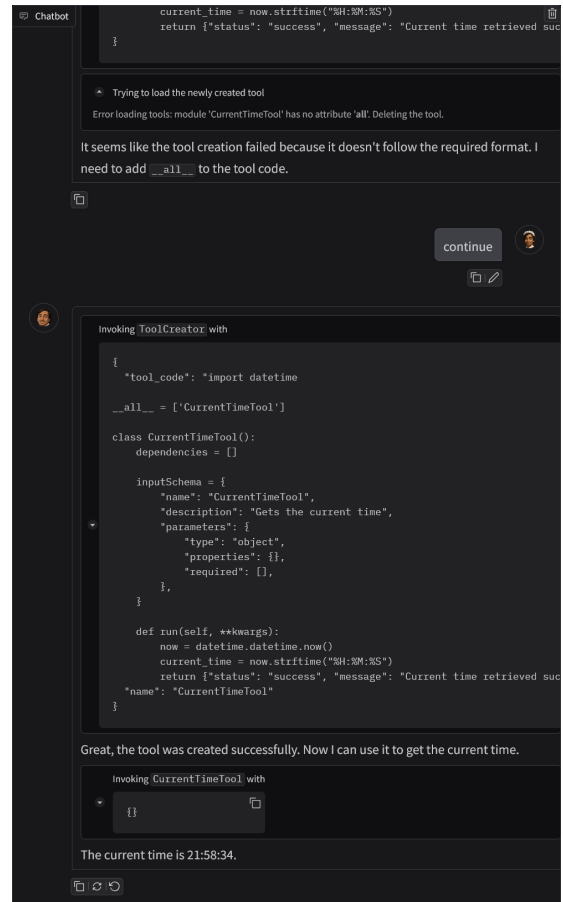 Chatbot
current_time = now.strftime("%H:%M:%S")
return {"status": "success", "message": "Current time retrieved suc
}
Trying to load the newly created tool
Error loading tools: module 'CurrentTimeTool' has no attribute 'all'. Deleting the tool.
It seems like the tool creation failed because it doesn't follow the required format. I
need to add __all__ to the tool code.
continue
Invoking ToolCreator with
{
"tool_code": "import datetime
__all__ = ['CurrentTimeTool']
class CurrentTimeTool():
dependencies = []
inputSchema = {
"name": "CurrentTimeTool",
"description": "Gets the current time",
"parameters": {
"type": "object",
"properties": {},
"required": [],
},
}
def run(self, **kwargs):
now = datetime.datetime.now()
current_time = now.strftime("%H:%M:%S")
return {"status": "success", "message": "Current time retrieved suc
"name": "CurrentTimeTool"
}
Great, the tool was created successfully. Now I can use it to get the current time.
Invoking CurrentTimeTool with
{}
The current time is 21:58:34.